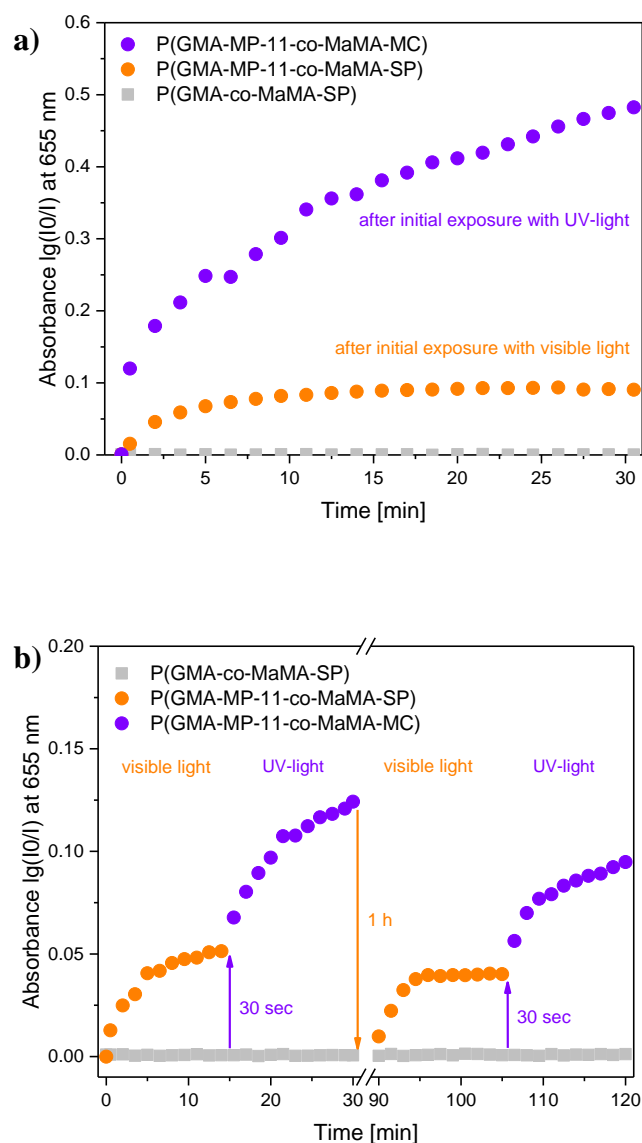 a)
P(GMA-MP-11-co-MaMA-MC)
P(GMA-MP-11-co-MaMA-SP)
P(GMA-co-MaMA-SP)
after initial exposure with UV-light
after initial exposure with visible light
Absorbance lg(I0/I) at 655 nm
0.6
0.5
0.4
0.3
0.2
0.1
0.0
0 5 10 15 20 25 30
Time [min]
b)
P(GMA-co-MaMA-SP)
P(GMA-MP-11-co-MaMA-SP)
P(GMA-MP-11-co-MaMA-MC)
visible light UV-light visible light UV-light
1 h
30 sec 30 sec
Absorbance lg(I0/I) at 655 nm
0.20
0.15
0.10
0.05
0.00
0 10 20 30 90 100 110 120
Time [min]